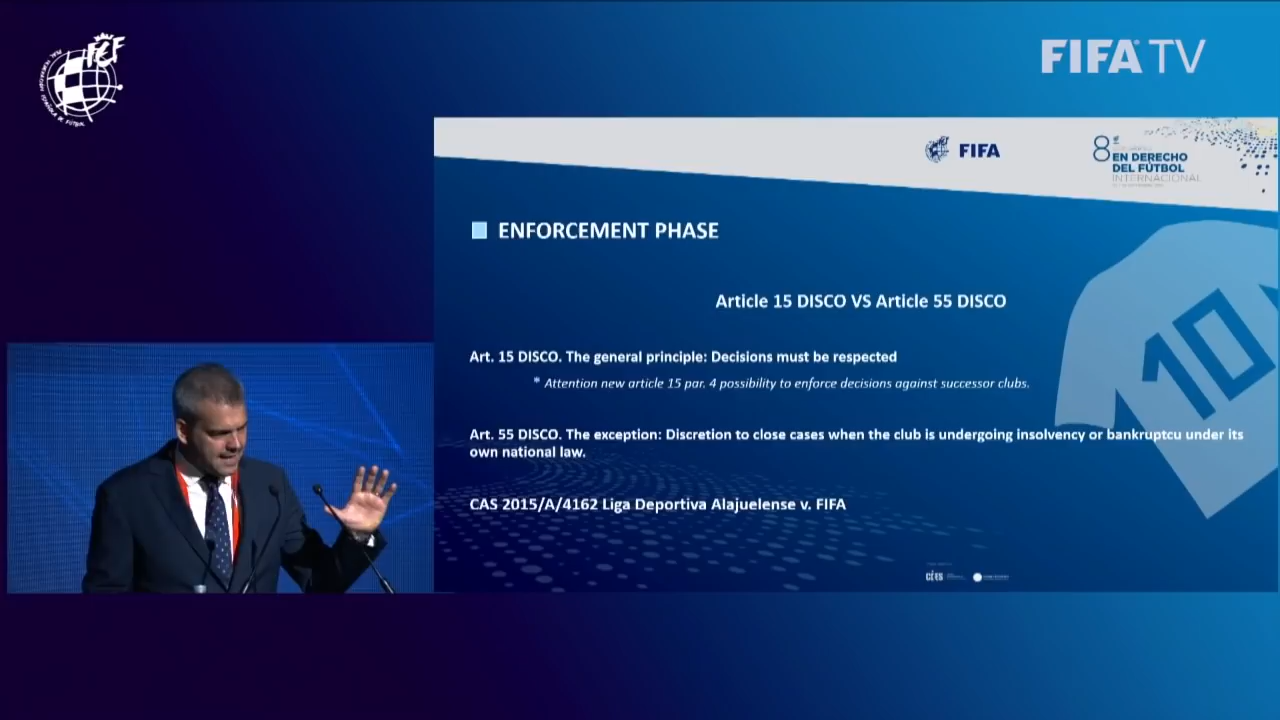 FIFA TV
FIFA
8
EN DERECHO
DEL FÚTBOL
INTERNACIONAL
ENFORCEMENT PHASE
Article 15 DISCO VS Article 55 DISCO
Art. 15 DISCO. The general principle: Decisions must be respected
* Attention new article 15 par. 4 possibility to enforce decisions against successor clubs.
Art. 55 DISCO. The exception: Discretion to close cases when the club is undergoing insolvency or bankruptcu under its
own national law.
CAS 2015/A/4162 Liga Deportiva Alajuelense v. FIFA
10
CIES